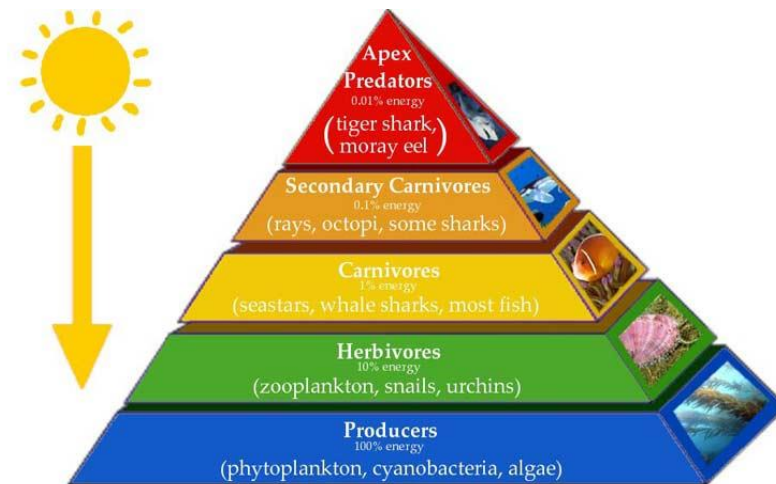 Apex
Predators
0.01% energy
(tiger shark,
moray eel)
Secondary Carnivores
0.1% energy
(rays, octopi, some sharks)
Carnivores
1% energy
(seastars, whale sharks, most fish)
Herbivores
10% energy
(zooplankton, snails, urchins)
Producers
100% energy
(phytoplankton, cyanobacteria, algae)